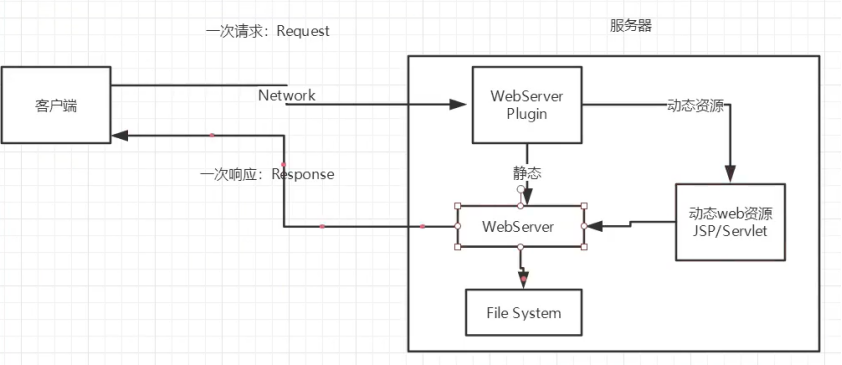 一次请求：Request
服务器
客户端
Network
WebServer
Plugin
动态资源
一次响应：Response
静态
动态web资源
JSP/Servlet
WebServer
File System